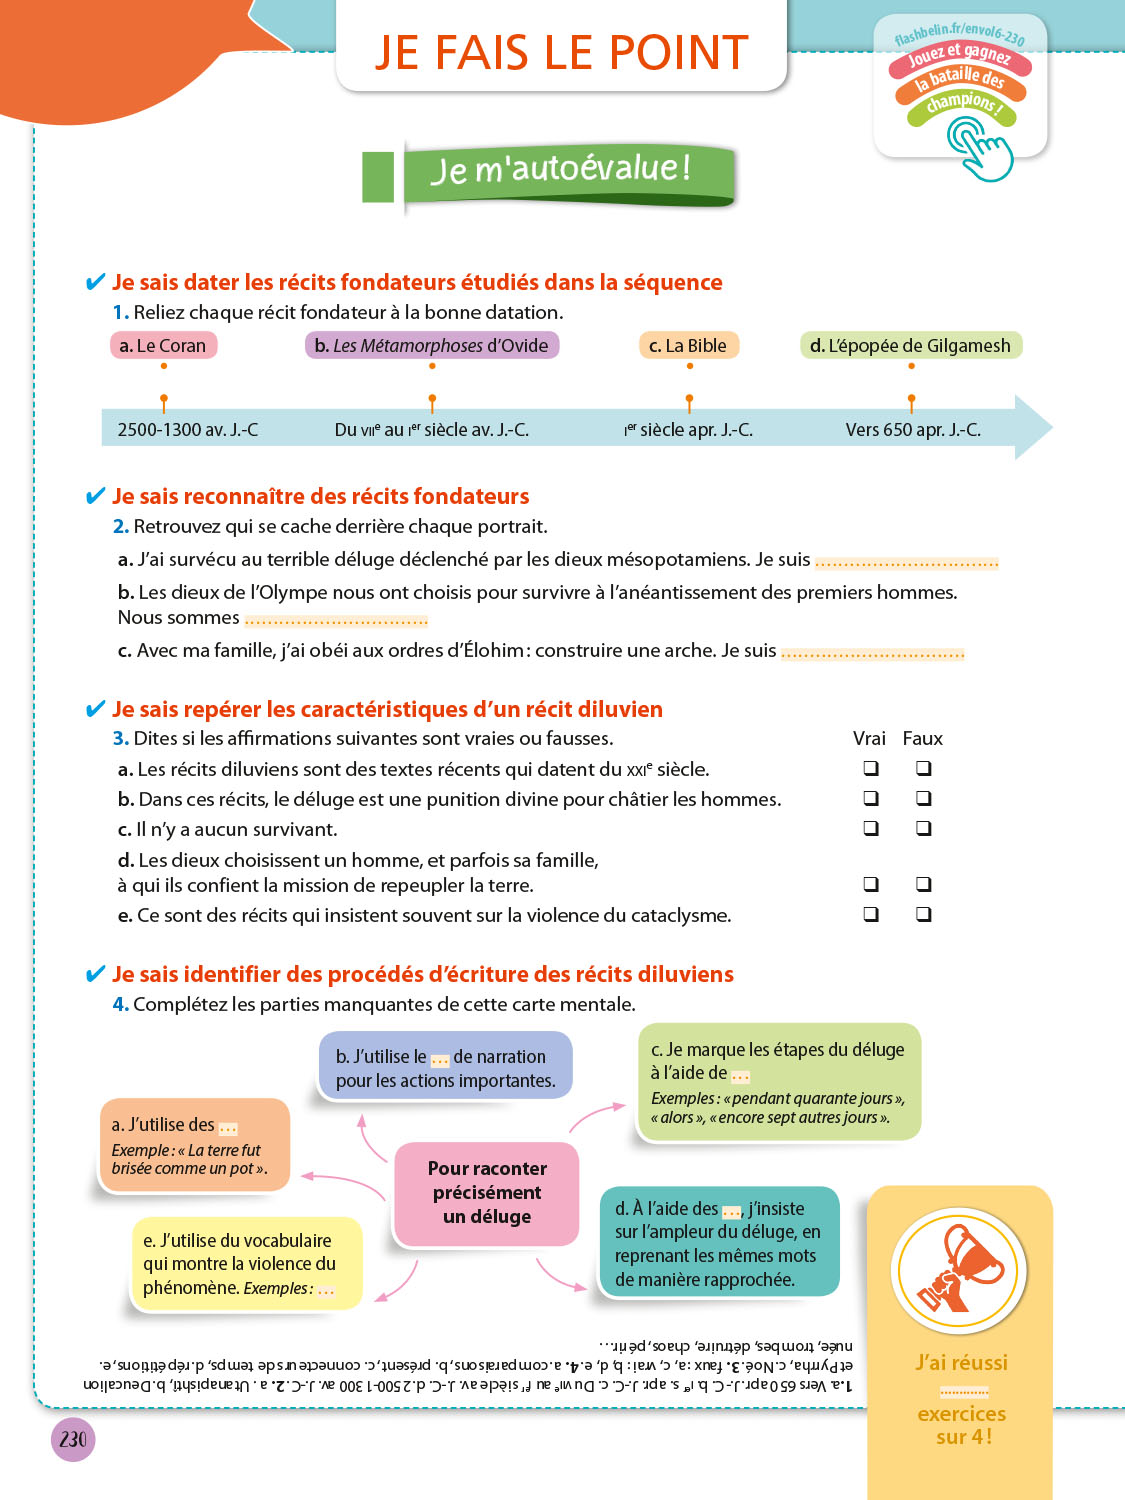 JE FAIS LE POINT
flashbelin.fr/envol6-230
Jouez et gagnez
la bataille des
champions !
Je m'autoévalue !
✔ Je sais dater les récits fondateurs étudiés dans la séquence
1. Reliez chaque récit fondateur à la bonne datation.
a. Le Coran
b. Les Métamorphoses d'Ovide
c. La Bible
d. L'épopée de Gilgamesh
2500-1300 av. J.-C
Du VIIe au Ier siècle av. J.-C.
Ier siècle apr. J.-C.
Vers 650 apr. J.-C.
✔ Je sais reconnaître des récits fondateurs
2. Retrouvez qui se cache derrière chaque portrait.
a. J'ai survécu au terrible déluge déclenché par les dieux mésopotamiens. Je suis ................................
b. Les dieux de l'Olympe nous ont choisis pour survivre à l'anéantissement des premiers hommes.
Nous sommes ................................
c. Avec ma famille, j'ai obéi aux ordres d'Élohim : construire une arche. Je suis ................................
✔ Je sais repérer les caractéristiques d'un récit diluvien
3. Dites si les affirmations suivantes sont vraies ou fausses. Vrai Faux
a. Les récits diluviens sont des textes récents qui datent du XXIe siècle. ❑ ❑
b. Dans ces récits, le déluge est une punition divine pour châtier les hommes. ❑ ❑
c. Il n'y a aucun survivant. ❑ ❑
d. Les dieux choisissent un homme, et parfois sa famille,
à qui ils confient la mission de repeupler la terre. ❑ ❑
e. Ce sont des récits qui insistent souvent sur la violence du cataclysme. ❑ ❑
✔ Je sais identifier des procédés d'écriture des récits diluviens
4. Complétez les parties manquantes de cette carte mentale.
b. J'utilise le ... de narration
pour les actions importantes.
c. Je marque les étapes du déluge
à l'aide de ...
Exemples : « pendant quarante jours »,
« alors », « encore sept autres jours ».
a. J'utilise des ...
Exemple : « La terre fut
brisée comme un pot ».
Pour raconter
précisément
un déluge
d. À l'aide des ..., j'insiste
sur l'ampleur du déluge, en
reprenant les mêmes mots
de manière rapprochée.
e. J'utilise du vocabulaire
qui montre la violence du
phénomène. Exemples : ...
1. a. Vers 650 apr. J.-C. b. Ier s. apr. J.-C. c. Du VIIe au Ier siècle av. J.-C. d. 2500-1300 av. J.-C. 2. a. Utanapishti, b. Deucalion
et Pyrrha, c. Noé. 3. faux : a, c, vrai : b, d, e. 4. a. comparaisons, b. présent, c. connecteurs de temps, d. répétitions, e.
nuée, trombes, détruire, chaos, périr...
J'ai réussi
.............
exercices
sur 4 !
230